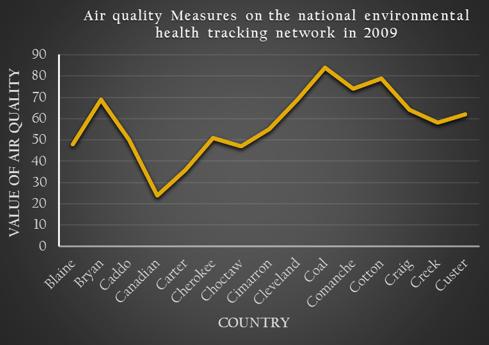 Air quality Measures on the national environmental
health tracking network in 2009
VALUE OF AIR QUALITY
90
80
70
60
50
40
30
20
10
0
Blaine
Bryan
Caddo
Canadian
Carter
Cherokee
Choctaw
Cimarron
Cleveland
Coal
Comanche
Cotton
Craig
Creek
Custer
COUNTRY